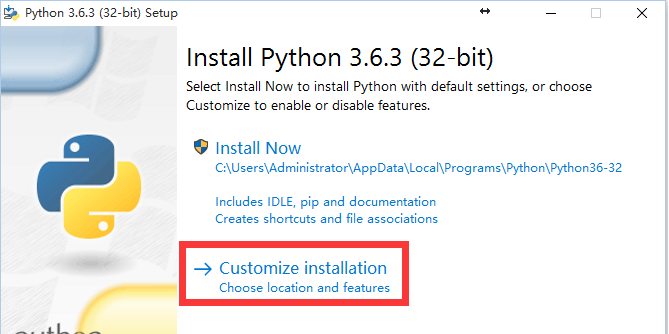 Python 3.6.3 (32-bit) Setup
Install Python 3.6.3 (32-bit)
Select Install Now to install Python with default settings, or choose
Customize to enable or disable features.
Install Now
C:\Users\Administrator\AppData\Local\Programs\Python\Python36-32
Includes IDLE, pip and documentation
Creates shortcuts and file associations
Customize installation
Choose location and features